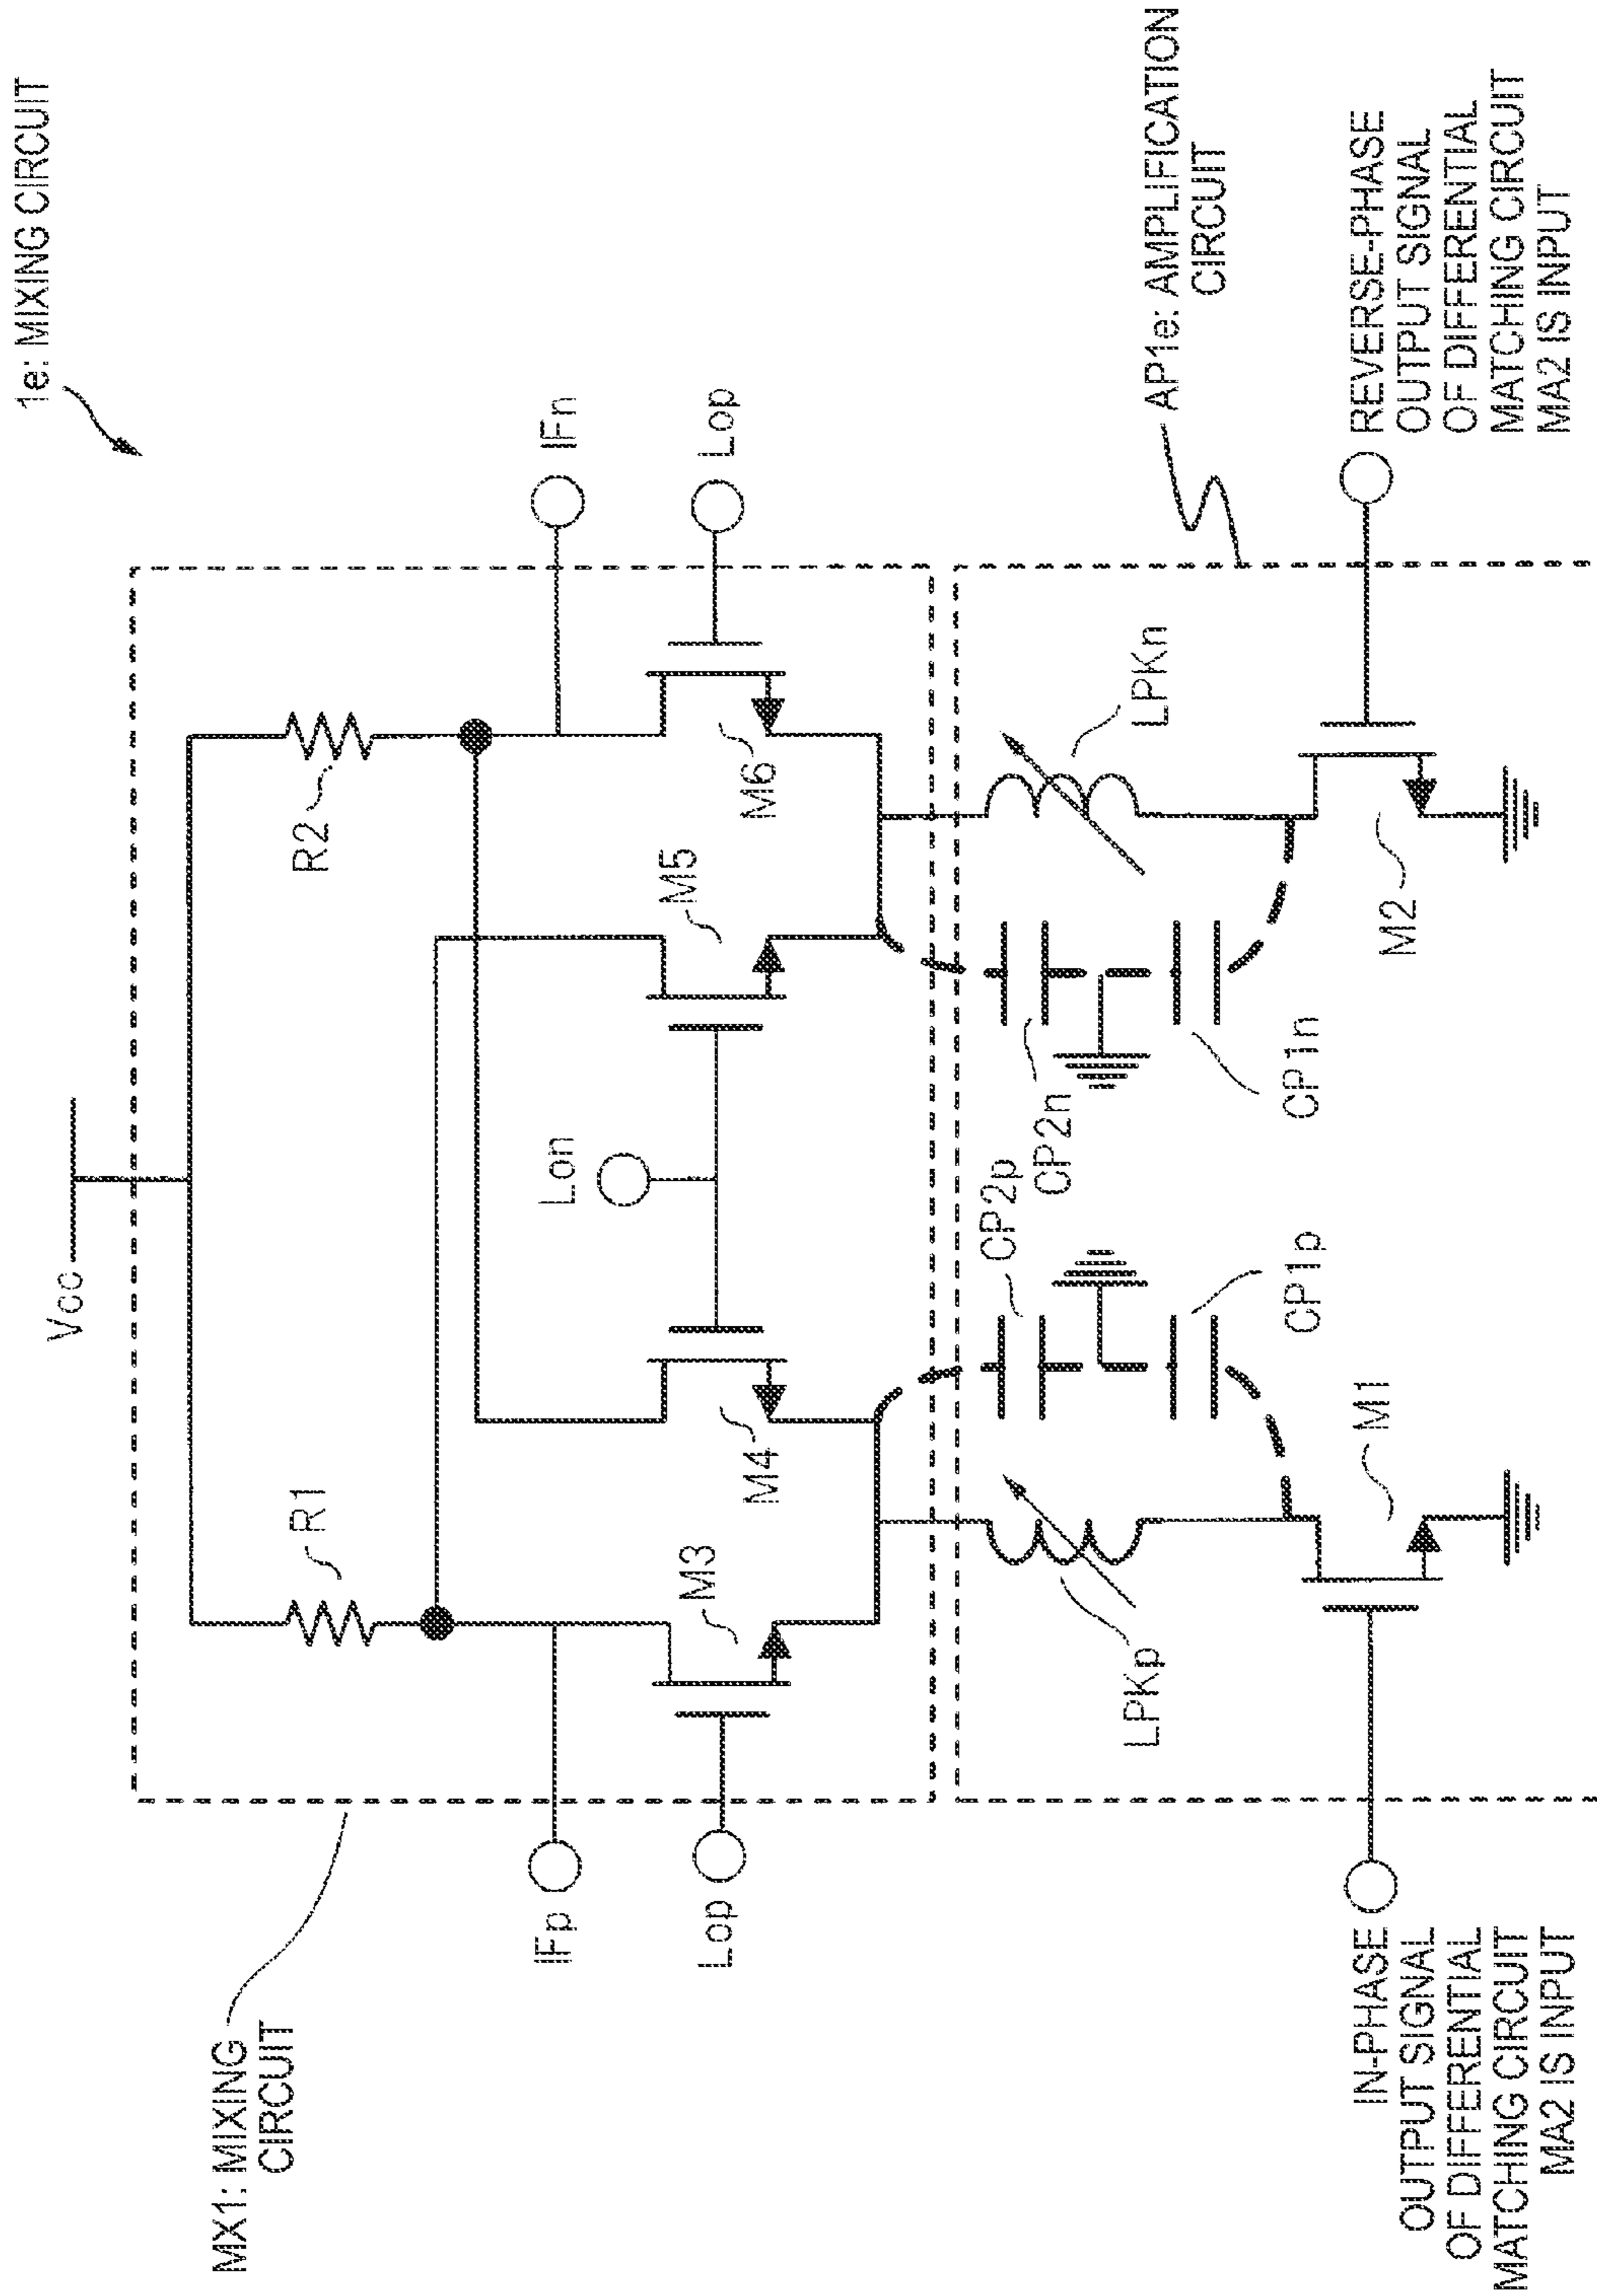 1e: MIXING CIRCUIT
Vcc
MX1: MIXING
CIRCUIT
R1
R2
IFp
IFn
Lop
Lon
Lop
M3
M4
M5
M6
AP1e: AMPLIFICATION
CIRCUIT
LPKp
CP2p
CP2n
LPKn
CP1p
CP1n
M1
M2
IN-PHASE
OUTPUT SIGNAL
OF DIFFERENTIAL
MATCHING CIRCUIT
MA2 IS INPUT
REVERSE-PHASE
OUTPUT SIGNAL
OF DIFFERENTIAL
MATCHING CIRCUIT
MA2 IS INPUT